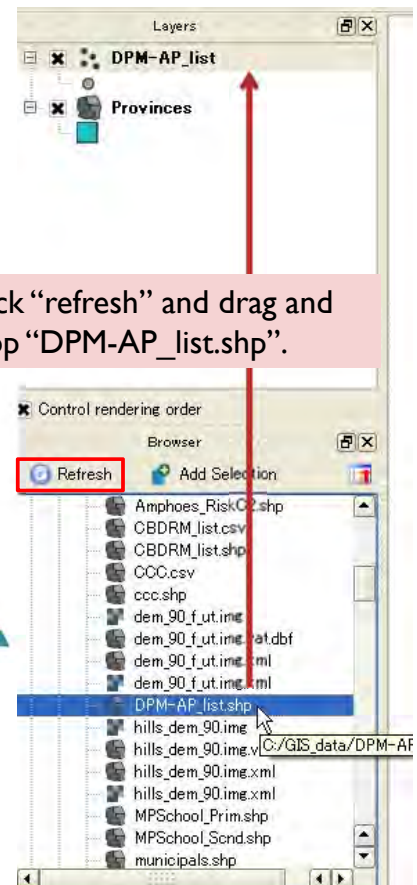 Layers
DPM-AP_list
Provinces
ck “refresh” and drag and
op “DPM-AP_list.shp”.
Control rendering order
Browser
Refresh
Add Selection
Amphoes_RiskC2.shp
CBDRM_list.csv
CBDRM_list.shp
CCC.csv
ccc.shp
dem_90_f_ut.img
dem_90_f_ut.img.vat.dbf
dem_90_f_ut.img.xml
dem_90_f_ut.xml
DPM-AP_list.shp
hills_dem_90.img
hills_dem_90.img.v
C:/GIS_data/DPM-AP
hills_dem_90.img.xml
hills_dem_90.img.xml
MPSchool_Prim.shp
MPSchool_Scnd.shp
municipals.shp